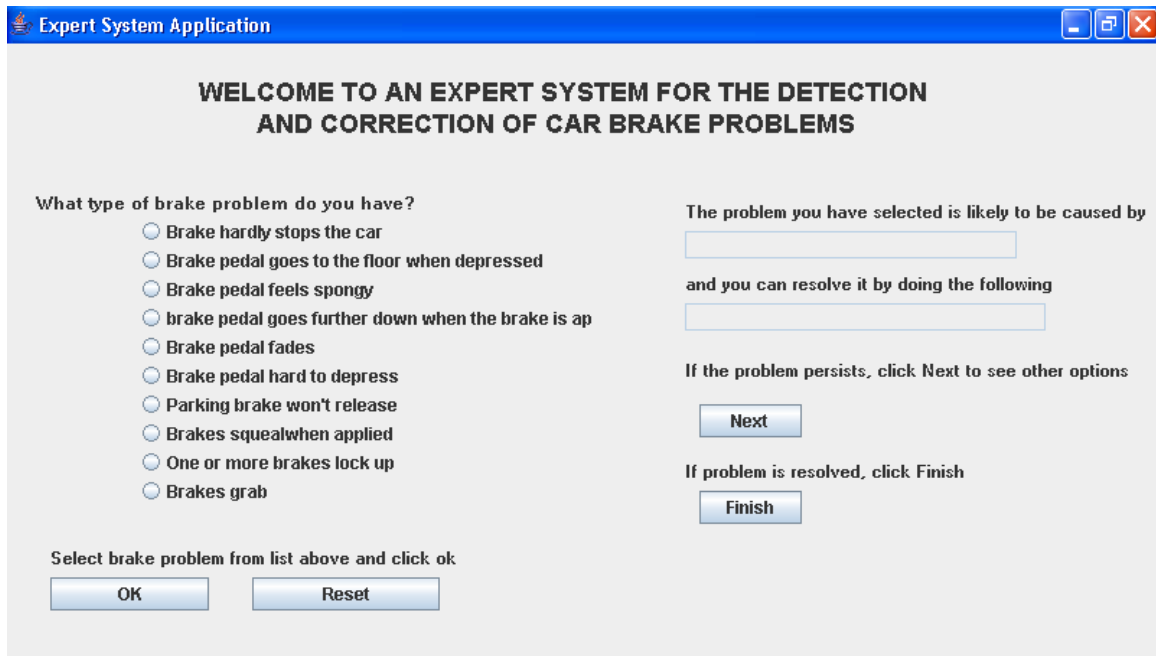 Expert System Application
WELCOME TO AN EXPERT SYSTEM FOR THE DETECTION
AND CORRECTION OF CAR BRAKE PROBLEMS
What type of brake problem do you have?
Brake hardly stops the car
Brake pedal goes to the floor when depressed
Brake pedal feels spongy
brake pedal goes further down when the brake is ap
Brake pedal fades
Brake pedal hard to depress
Parking brake won't release
Brakes squealwhen applied
One or more brakes lock up
Brakes grab
Select brake problem from list above and click ok
OK
Reset
The problem you have selected is likely to be caused by
and you can resolve it by doing the following
If the problem persists, click Next to see other options
Next
If problem is resolved, click Finish
Finish